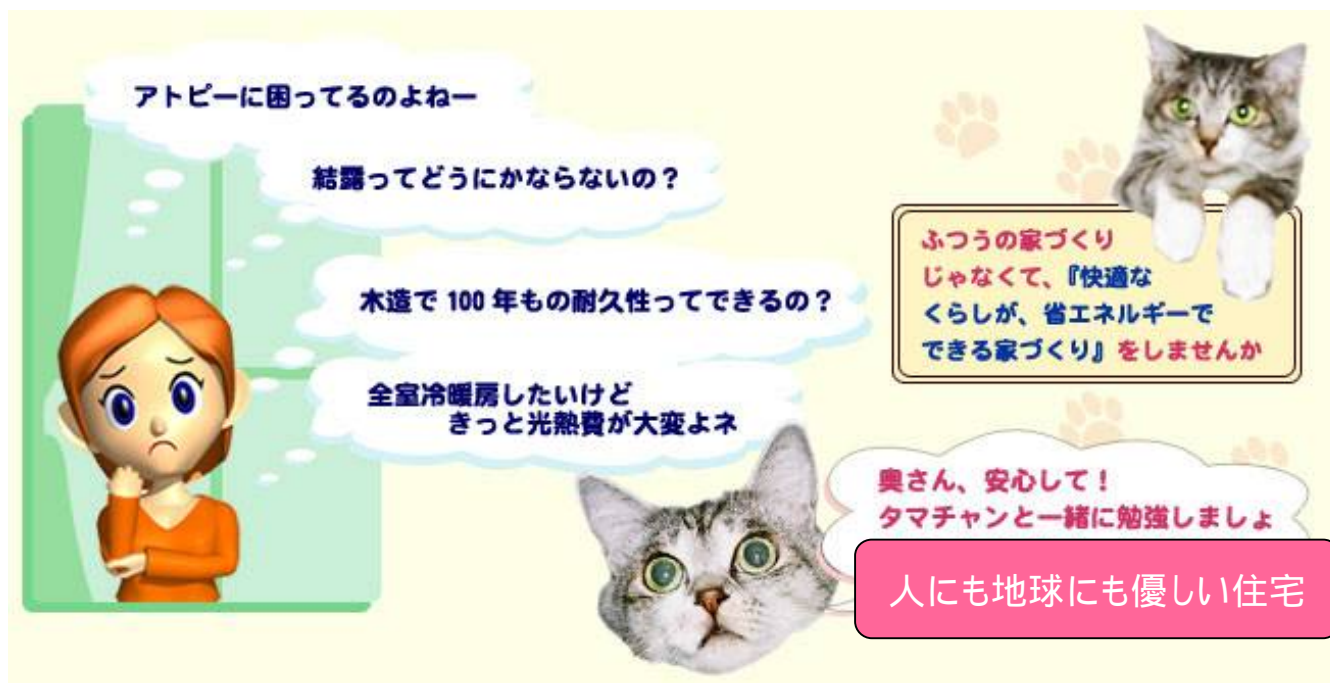 アトピーに困ってるのよねー
結露ってどうにかならないの？
木造で100年もの耐久性ってできるの？
全室冷暖房したいけど
きっと光熱費が大変よネ
ふつうの家づくり
じゃなくて、『快適な
くらしが、省エネルギーで
できる家づくり』をしませんか
奥さん、安心して！
タマチャンと一緒に勉強しましょ
人にも地球にも優しい住宅